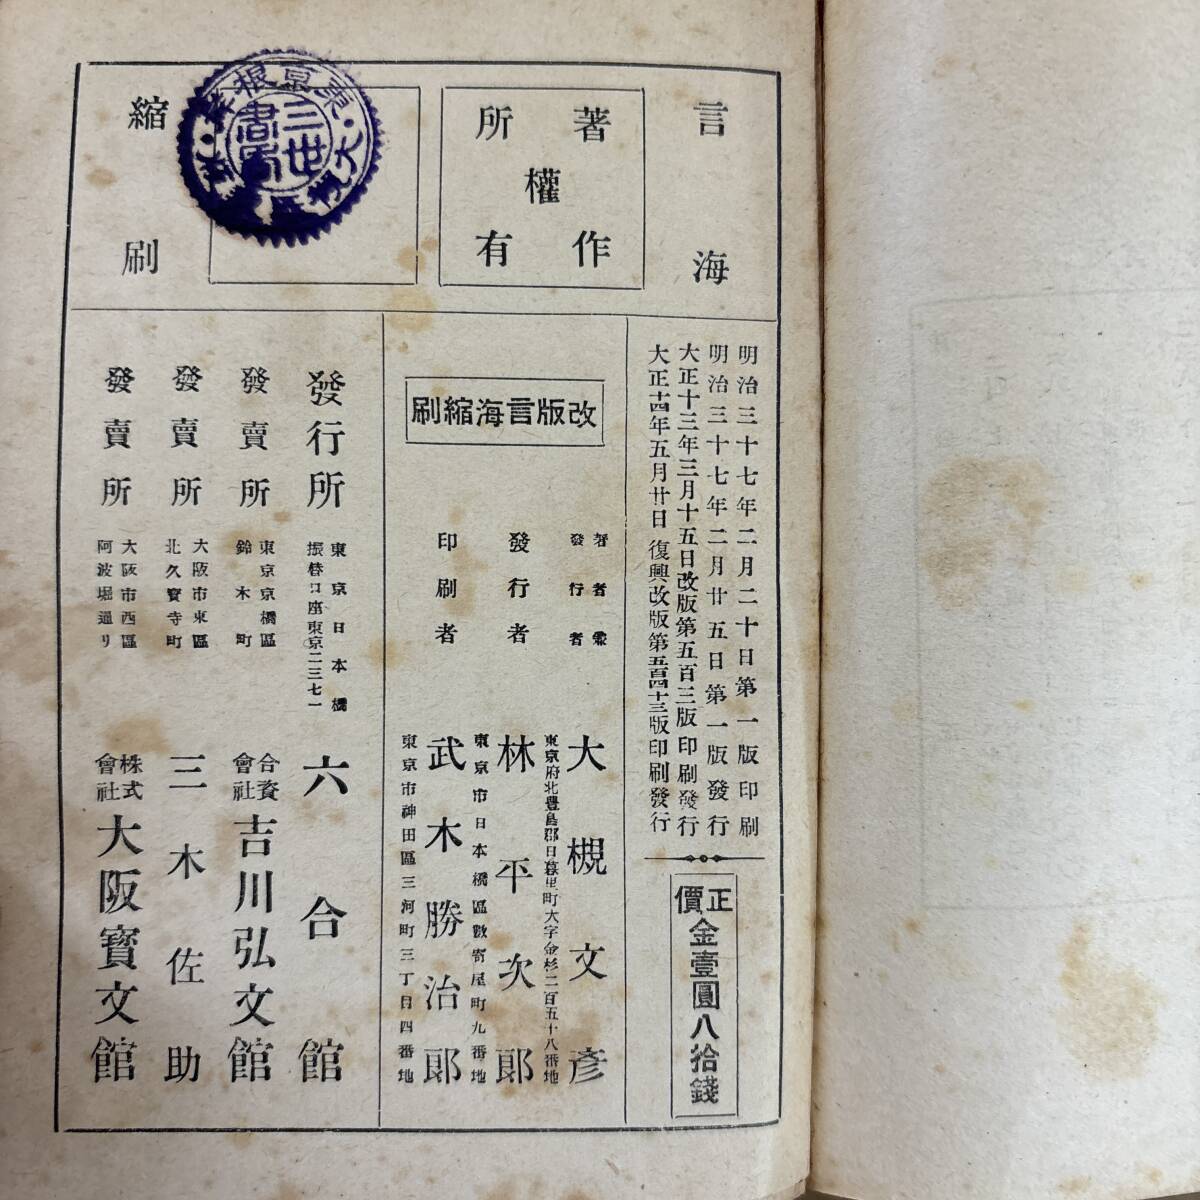 言海
著作
權
所有
縮刷
東京根岸
大
三世
明治三十七年二月二十日第一版印刷
明治三十七年二月廿五日第一版發行
大正十三年三月十五日改版第五百三版印刷發行
大正十四年五月廿日復興改版第五百四十三版印刷發行
正價
金壹圓八拾錢
改版言海縮刷
著者兼
發行者
大槻文彥
東京府北豐島郡日暮里町大字金杉二百五十八番地
發行者
林平次郞
東京市日本橋區數寄屋町九番地
印刷者
武木勝治郞
東京市神田區三河町三丁目四番地
發行所
東京日本橋
振替口座東京二三七一
六合館
發賣所
東京京橋區
鈴木町
合資
會社
吉川弘文館
發賣所
大阪市東區
北久寶寺町
三木佐助
發賣所
大阪市西區
阿波堀通り
株式
會社
大阪寳文館